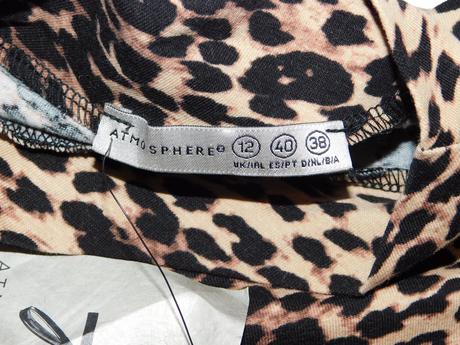 ATMOSPHERE® 12 40 38
UK/IRL ES/PT D/NL/B/A